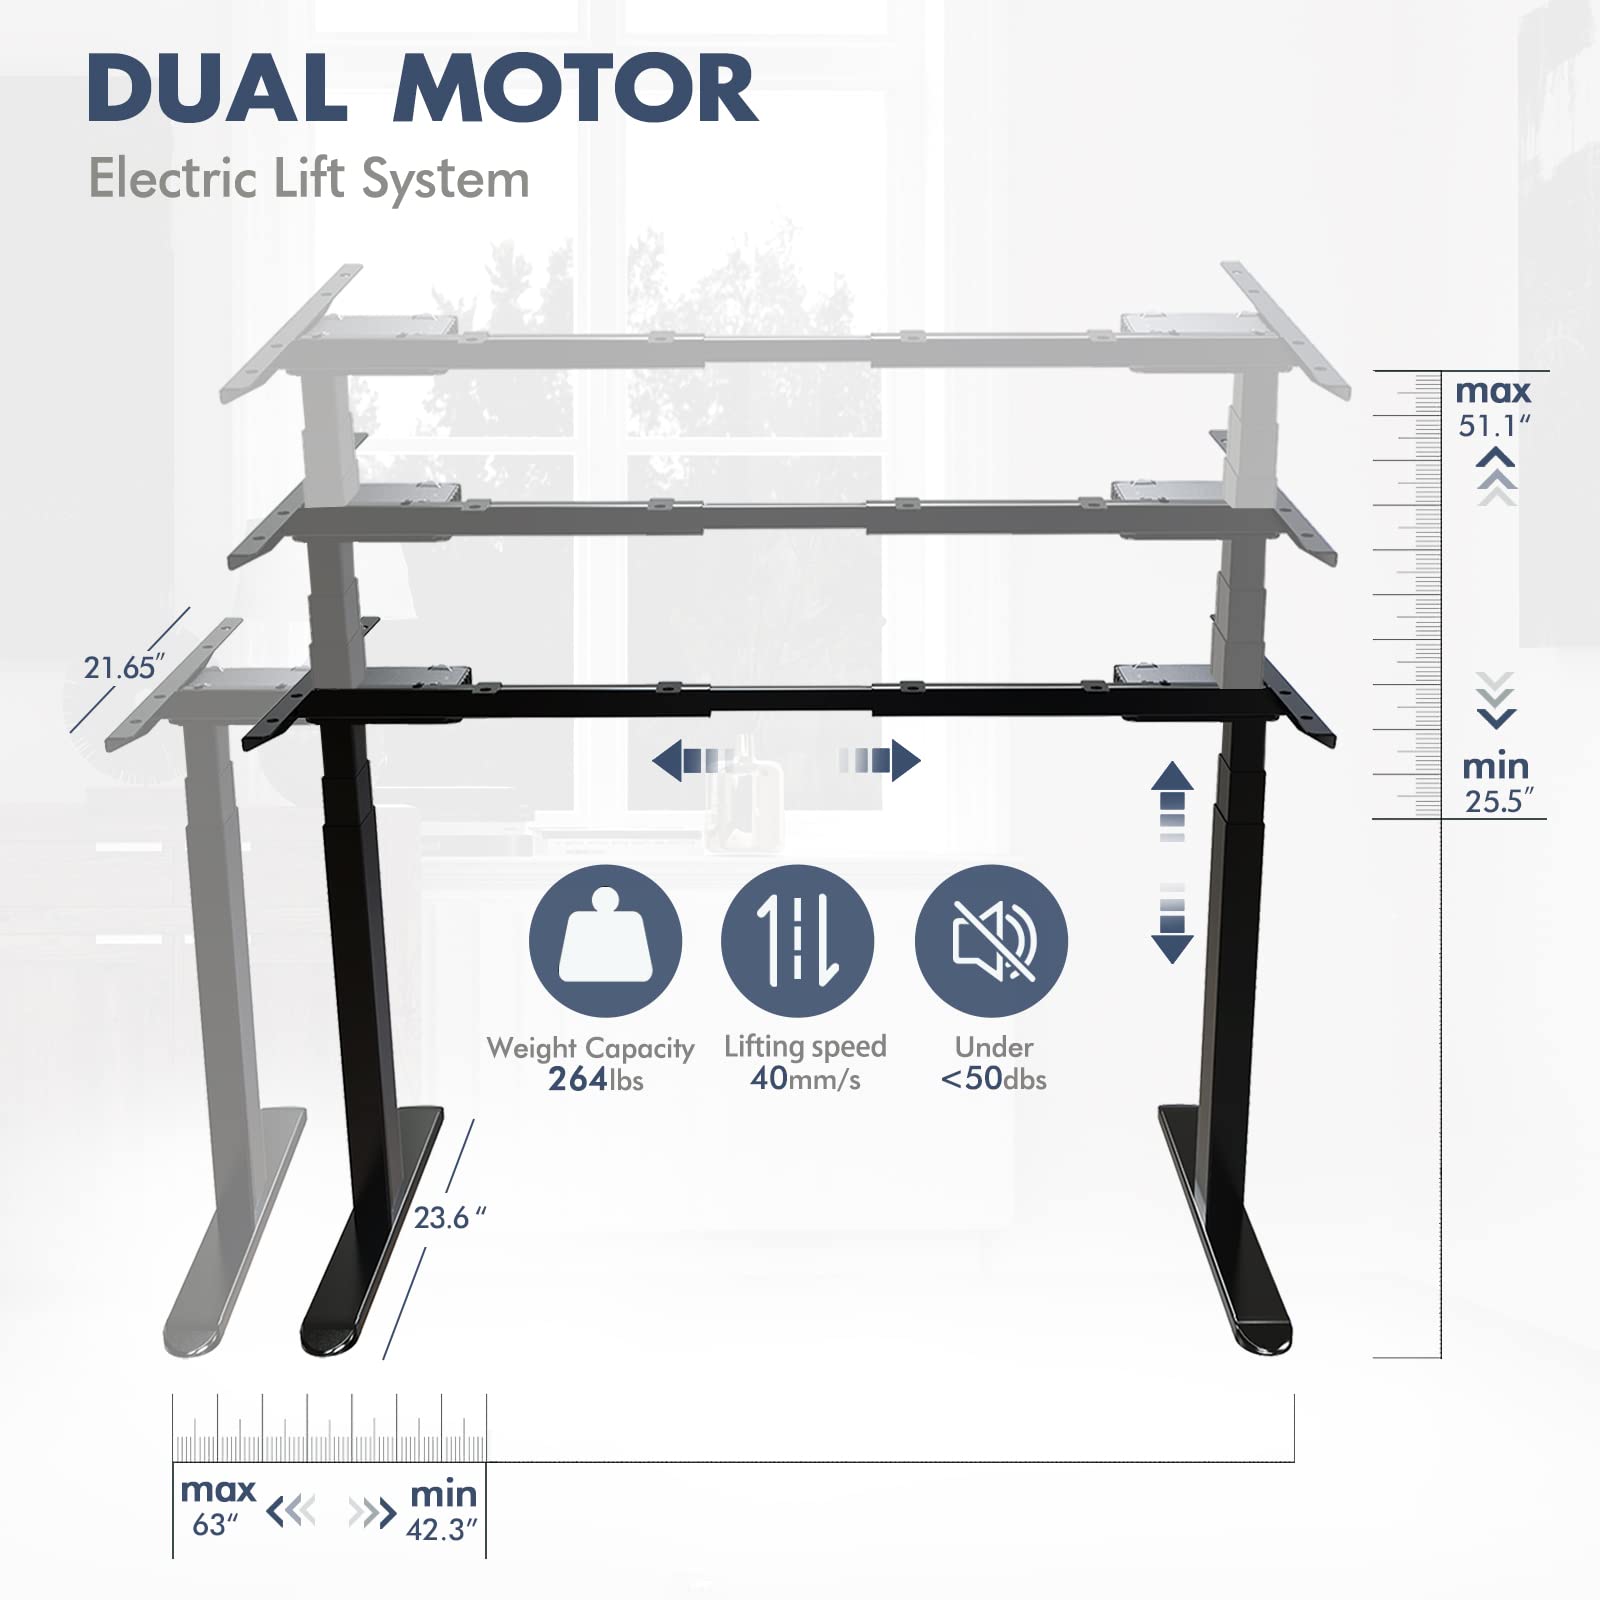 DUAL MOTOR
Electric Lift System
max
51.1“
21.65"
min
25.5"
Weight Capacity
264lbs
Lifting speed
40mm/s
Under
<50dbs
23.6 “
max
63“
min
42.3"